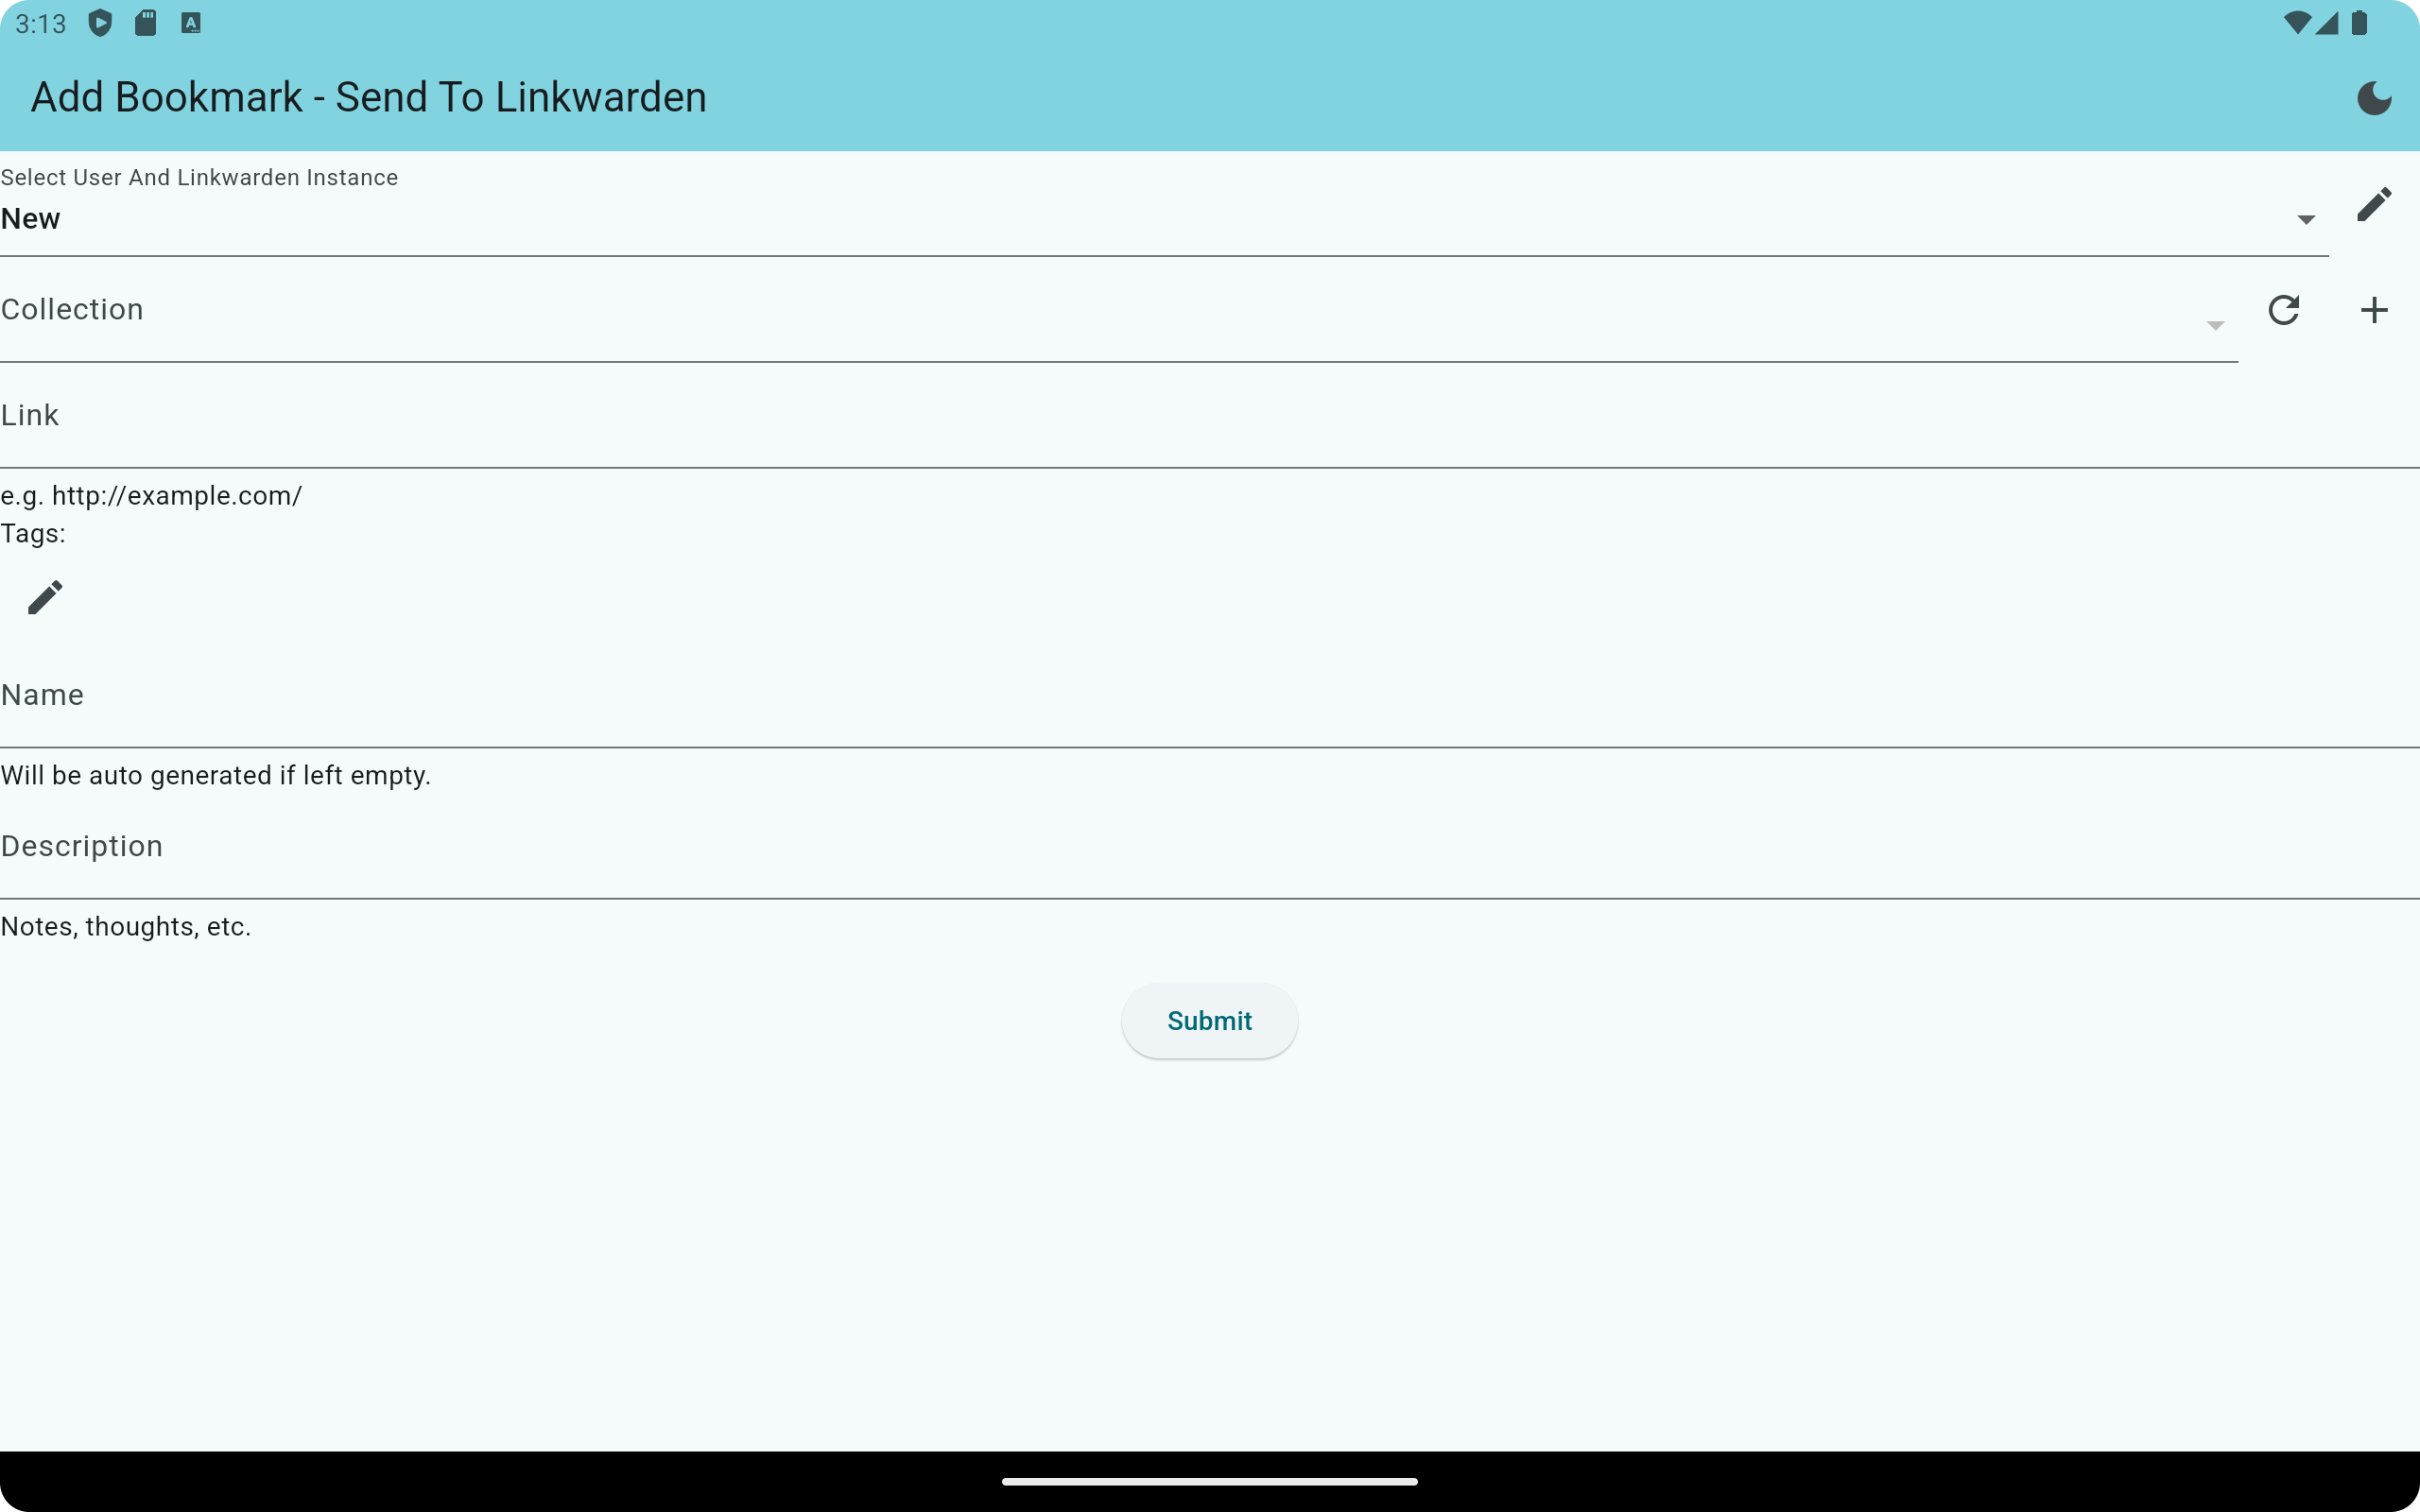 3:13
Add Bookmark - Send To Linkwarden
Select User And Linkwarden Instance
New
Collection
Link
e.g. http://example.com/
Tags:
Name
Will be auto generated if left empty.
Description
Notes, thoughts, etc.
Submit